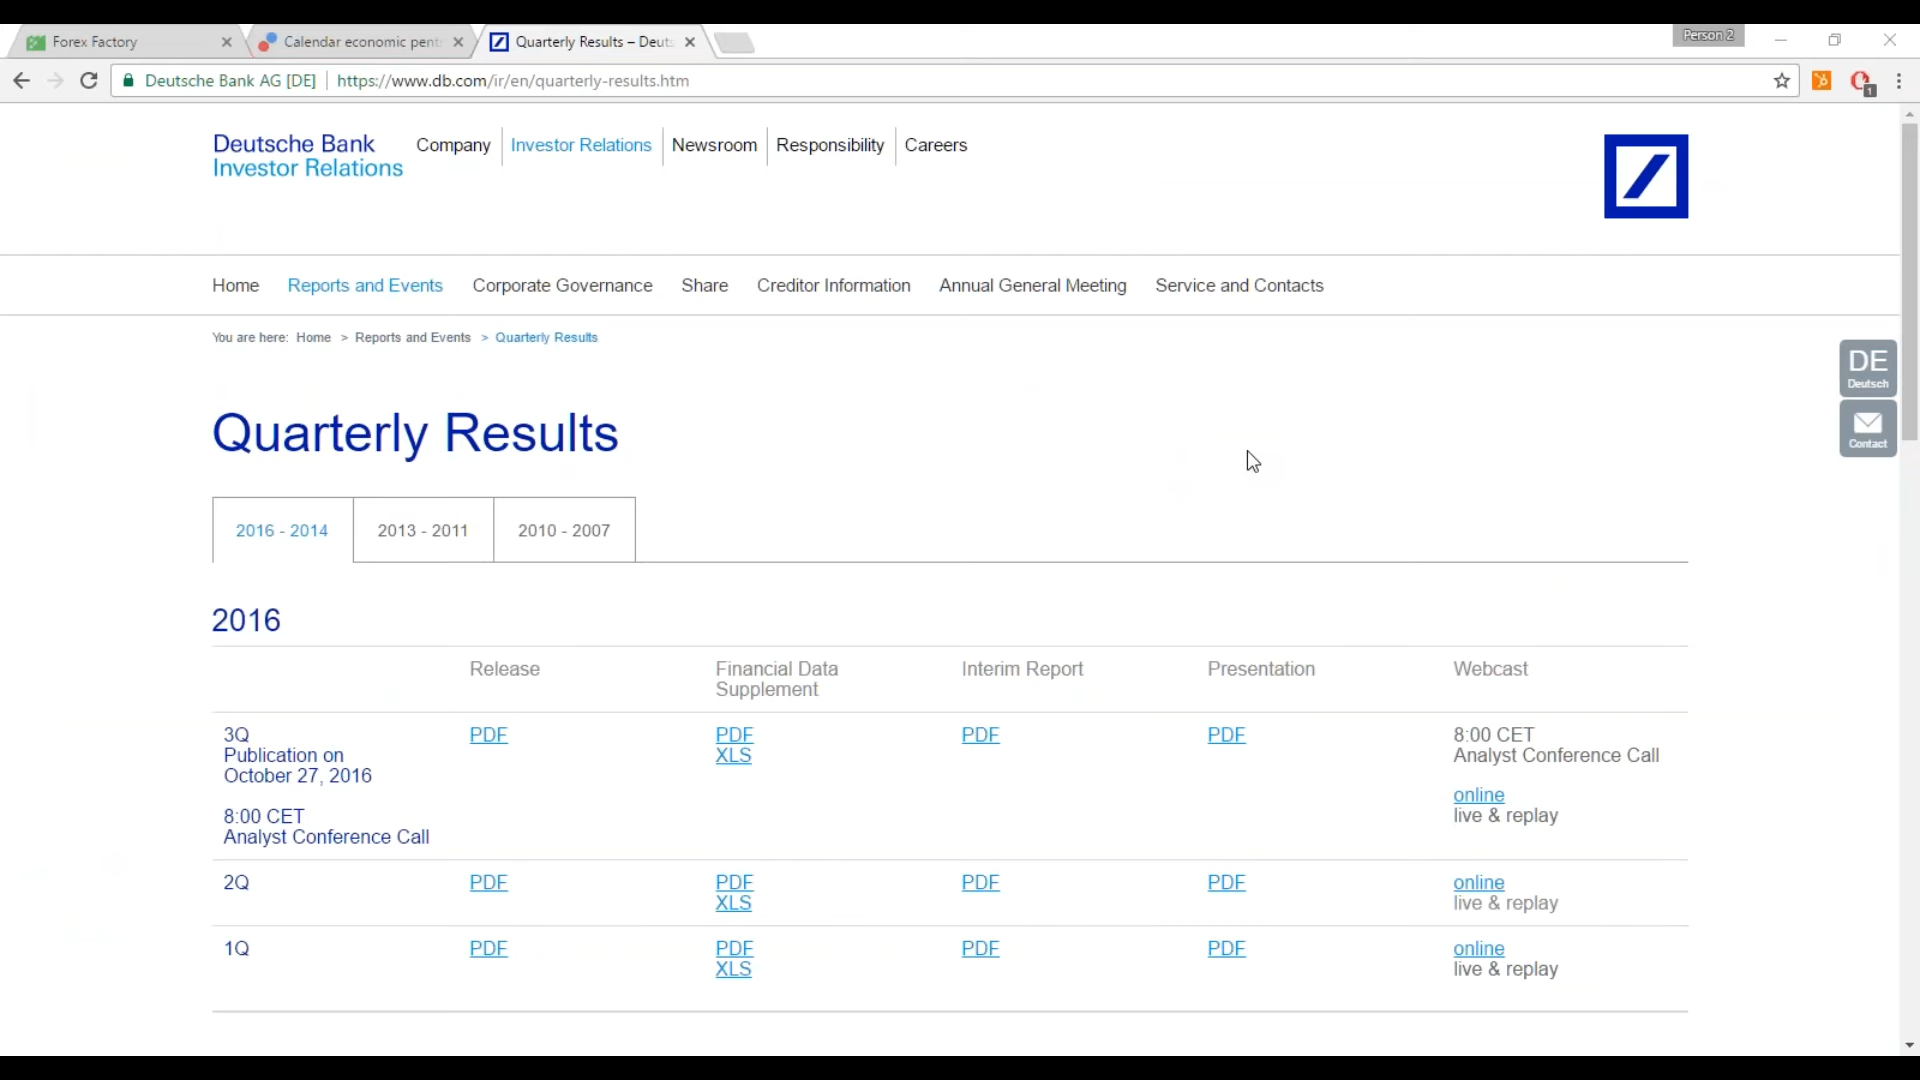 Forex Factory
Calendar economic pent
Quarterly Results – Deuts
Person 2
Deutsche Bank AG [DE]
https://www.db.com/ir/en/quarterly-results.htm
1
Deutsche Bank
Investor Relations
Company
Investor Relations
Newsroom
Responsibility
Careers
Home
Reports and Events
Corporate Governance
Share
Creditor Information
Annual General Meeting
Service and Contacts
You are here: Home > Reports and Events > Quarterly Results
DE
Deutsch
Contact
Quarterly Results
2016 - 2014
2013 - 2011
2010 - 2007
2016
Release
Financial Data
Supplement
Interim Report
Presentation
Webcast
3Q
Publication on
October 27, 2016
8:00 CET
Analyst Conference Call
PDF
PDF
XLS
PDF
PDF
8:00 CET
Analyst Conference Call
online
live & replay
2Q
PDF
PDF
XLS
PDF
PDF
online
live & replay
1Q
PDF
PDF
XLS
PDF
PDF
online
live & replay